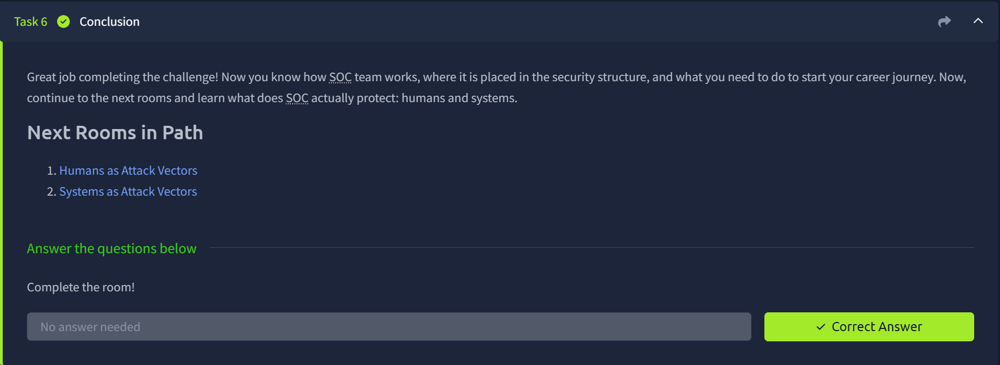 Task 6 Conclusion
Great job completing the challenge! Now you know how SOC team works, where it is placed in the security structure, and what you need to do to start your career journey. Now,
continue to the next rooms and learn what does SOC actually protect: humans and systems.
Next Rooms in Path
1. Humans as Attack Vectors
2. Systems as Attack Vectors
Answer the questions below
Complete the room!
No answer needed
Correct Answer